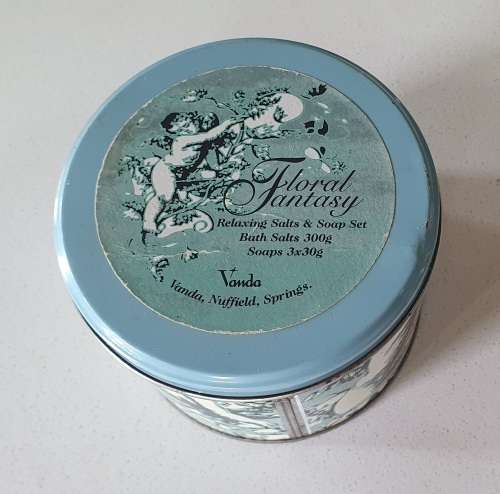 Floral
Fantasy
Relaxing Salts & Soap Set
Bath Salts 300g
Soaps 3x30g
Vanda
Vanda, Nuffield, Springs.